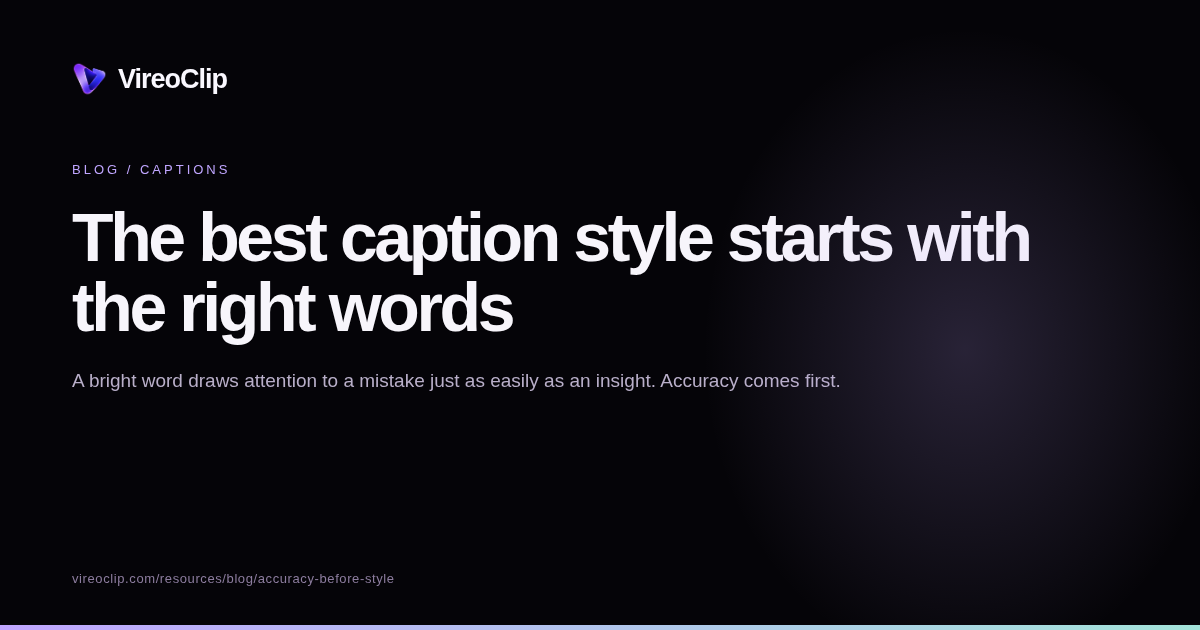 VireoClip
BLOG / CAPTIONS
The best caption style starts with
the right words
A bright word draws attention to a mistake just as easily as an insight. Accuracy comes first.
vireoclip.com/resources/blog/accuracy-before-style